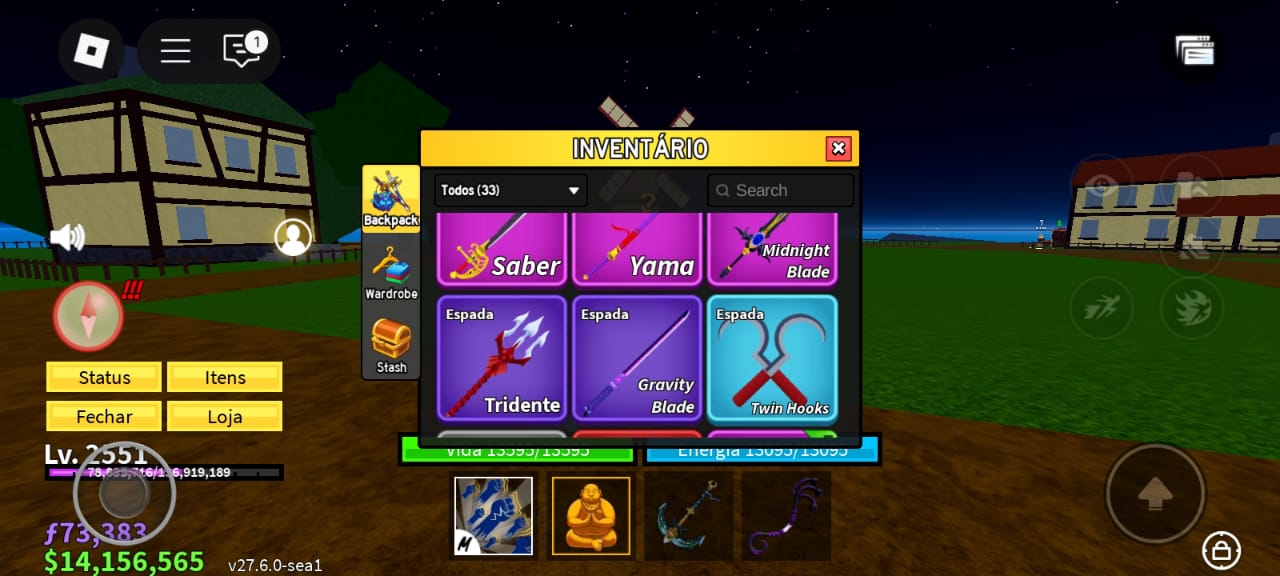 1
INVENTÁRIO
Todos (33)
Search
Backpack
Wardrobe
Stash
Saber
Yama
Midnight
Blade
Espada
Tridente
Espada
Gravity
Blade
Espada
Twin Hooks
!!!
Status
Itens
Fechar
Loja
Lv. 2551
Vida 13595/13595
Energia 13095/13095
ƒ73,383
$14,156,565
v27.6.0-sea1
M